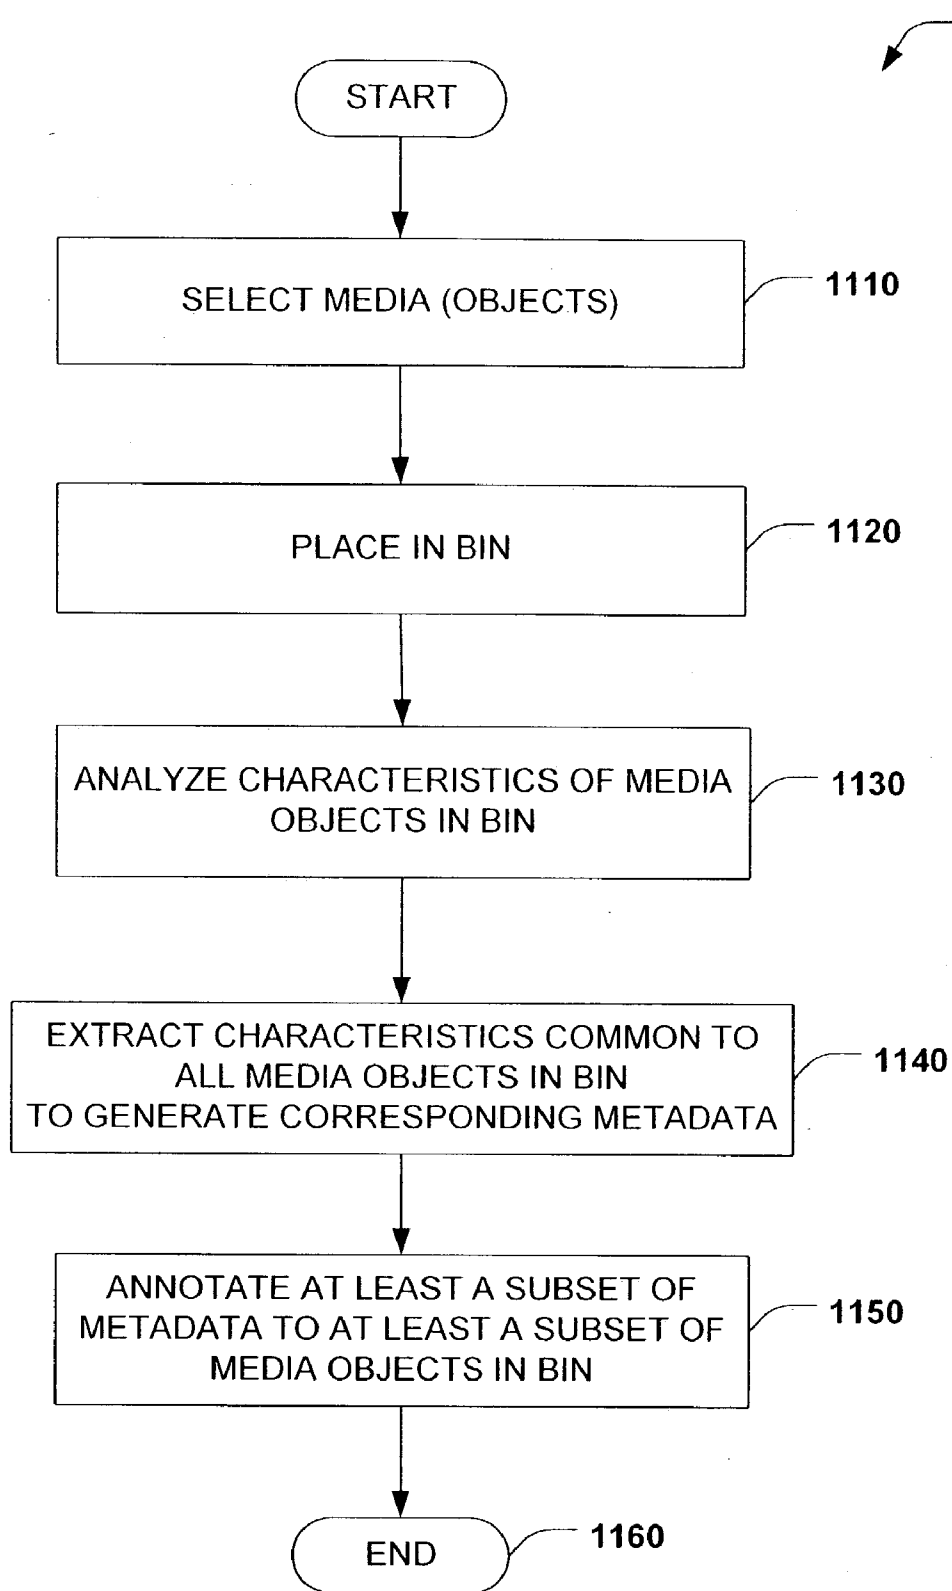 START
SELECT MEDIA (OBJECTS)
1110
PLACE IN BIN
1120
ANALYZE CHARACTERISTICS OF MEDIA
OBJECTS IN BIN
1130
EXTRACT CHARACTERISTICS COMMON TO
ALL MEDIA OBJECTS IN BIN
TO GENERATE CORRESPONDING METADATA
1140
ANNOTATE AT LEAST A SUBSET OF
METADATA TO AT LEAST A SUBSET OF
MEDIA OBJECTS IN BIN
1150
END
1160